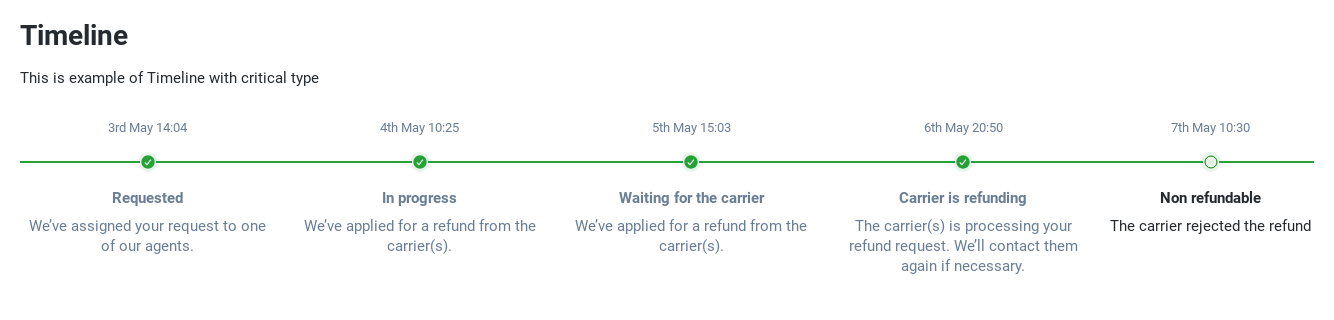 Timeline
This is example of Timeline with critical type
3rd May 14:04
4th May 10:25
5th May 15:03
6th May 20:50
7th May 10:30
Requested
In progress
Waiting for the carrier
Carrier is refunding
Non refundable
We’ve assigned your request to one
of our agents.
We’ve applied for a refund from the
carrier(s).
We’ve applied for a refund from the
carrier(s).
The carrier(s) is processing your
refund request. We’ll contact them
again if necessary.
The carrier rejected the refund